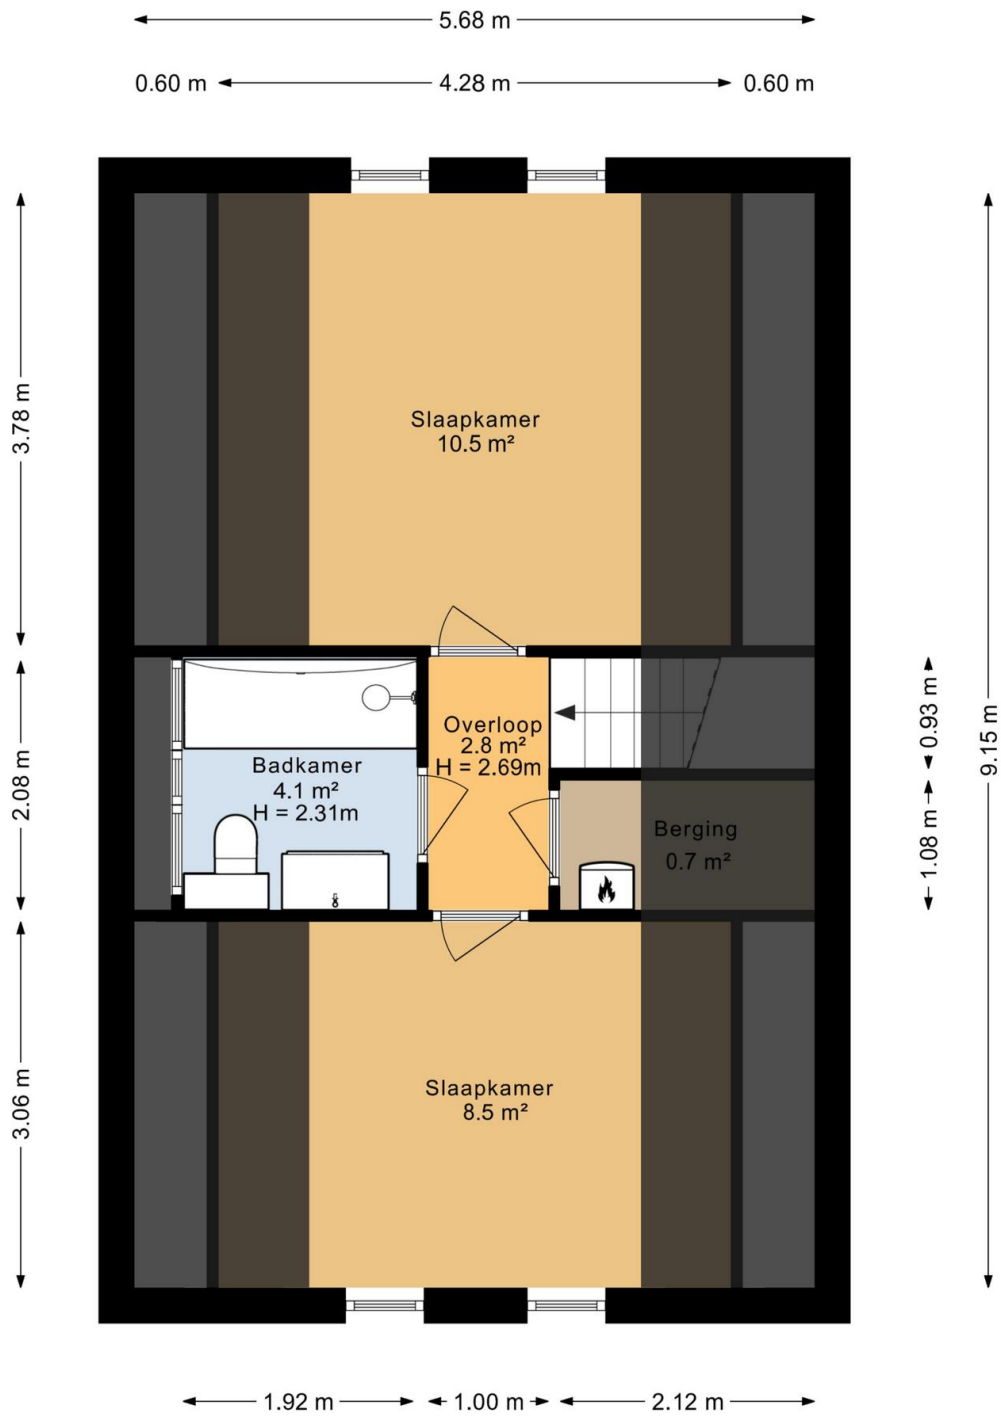 5.68 m
0.60 m
4.28 m
0.60 m
3.78 m
Slaapkamer
10.5 m²
9.15 m
2.08 m
Badkamer
4.1 m²
H = 2.31m
Overloop
2.8 m²
H = 2.69m
0.93 m
Berging
0.7 m²
1.08 m
3.06 m
Slaapkamer
8.5 m²
1.92 m
1.00 m
2.12 m